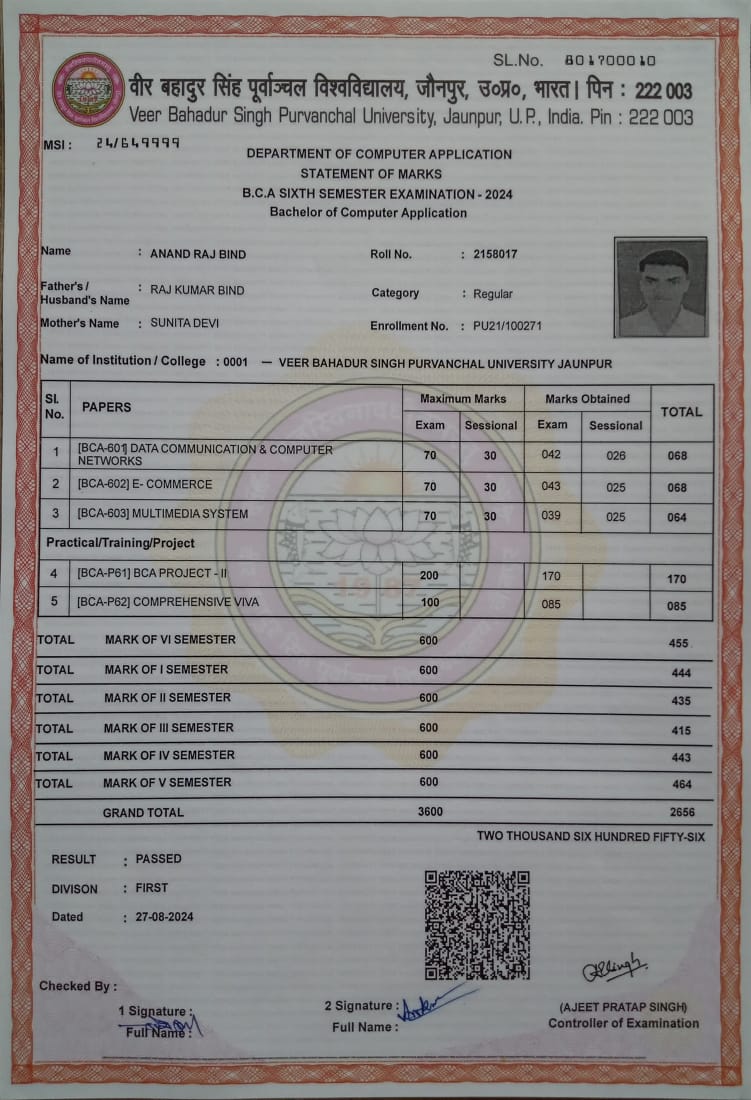 SL.No. 801700010
वीर बहादुर सिंह पूर्वाञ्चल विश्वविद्यालय, जौनपुर, उ०प्र०, भारत। पिन : 222 003
Veer Bahadur Singh Purvanchal University, Jaunpur, U.P., India. Pin : 222 003
MSI : 24/649999
DEPARTMENT OF COMPUTER APPLICATION
STATEMENT OF MARKS
B.C.A SIXTH SEMESTER EXAMINATION - 2024
Bachelor of Computer Application
Name : ANAND RAJ BIND Roll No. : 2158017
Father's / Husband's Name : RAJ KUMAR BIND Category : Regular
Mother's Name : SUNITA DEVI Enrollment No. : PU21/100271
Name of Institution / College : 0001 — VEER BAHADUR SINGH PURVANCHAL UNIVERSITY JAUNPUR
Sl. No. PAPERS Maximum Marks Marks Obtained TOTAL
Exam Sessional Exam Sessional
1 [BCA-601] DATA COMMUNICATION & COMPUTER NETWORKS 70 30 042 026 068
2 [BCA-602] E- COMMERCE 70 30 043 025 068
3 [BCA-603] MULTIMEDIA SYSTEM 70 30 039 025 064
Practical/Training/Project
4 [BCA-P61] BCA PROJECT - II 200 170 170
5 [BCA-P62] COMPREHENSIVE VIVA 100 085 085
TOTAL MARK OF VI SEMESTER 600 455
TOTAL MARK OF I SEMESTER 600 444
TOTAL MARK OF II SEMESTER 600 435
TOTAL MARK OF III SEMESTER 600 415
TOTAL MARK OF IV SEMESTER 600 443
TOTAL MARK OF V SEMESTER 600 464
GRAND TOTAL 3600 2656
TWO THOUSAND SIX HUNDRED FIFTY-SIX
RESULT : PASSED
DIVISON : FIRST
Dated : 27-08-2024
Checked By :
1 Signature : 2 Signature : (AJEET PRATAP SINGH)
Full Name : Full Name : Controller of Examination